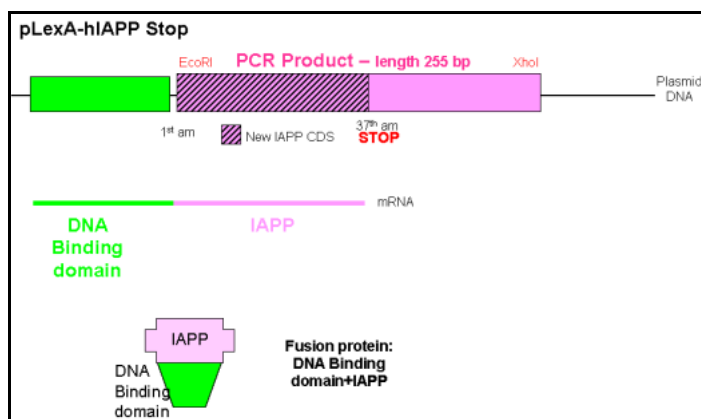 pLexA-hIAPP Stop
EcoRI PCR Product – length 255 bp XhoI
Plasmid
DNA
1st am New IAPP CDS 37th am
STOP
mRNA
DNA
Binding
domain
IAPP
IAPP
DNA
Binding
domain
Fusion protein:
DNA Binding
domain+IAPP